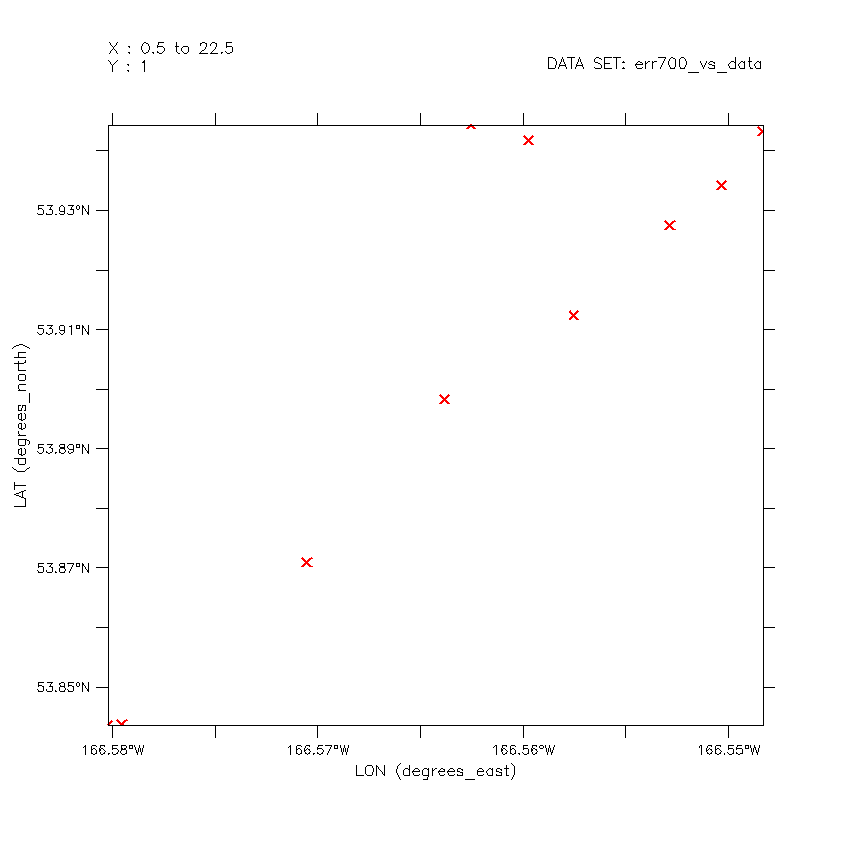 X : 0.5 to 22.5
Y : 1
DATA SET: err700_vs_data
53.93°N
53.91°N
53.89°N
53.87°N
53.85°N
LAT (degrees_north)
166.58°W 166.57°W 166.56°W 166.55°W
LON (degrees_east)